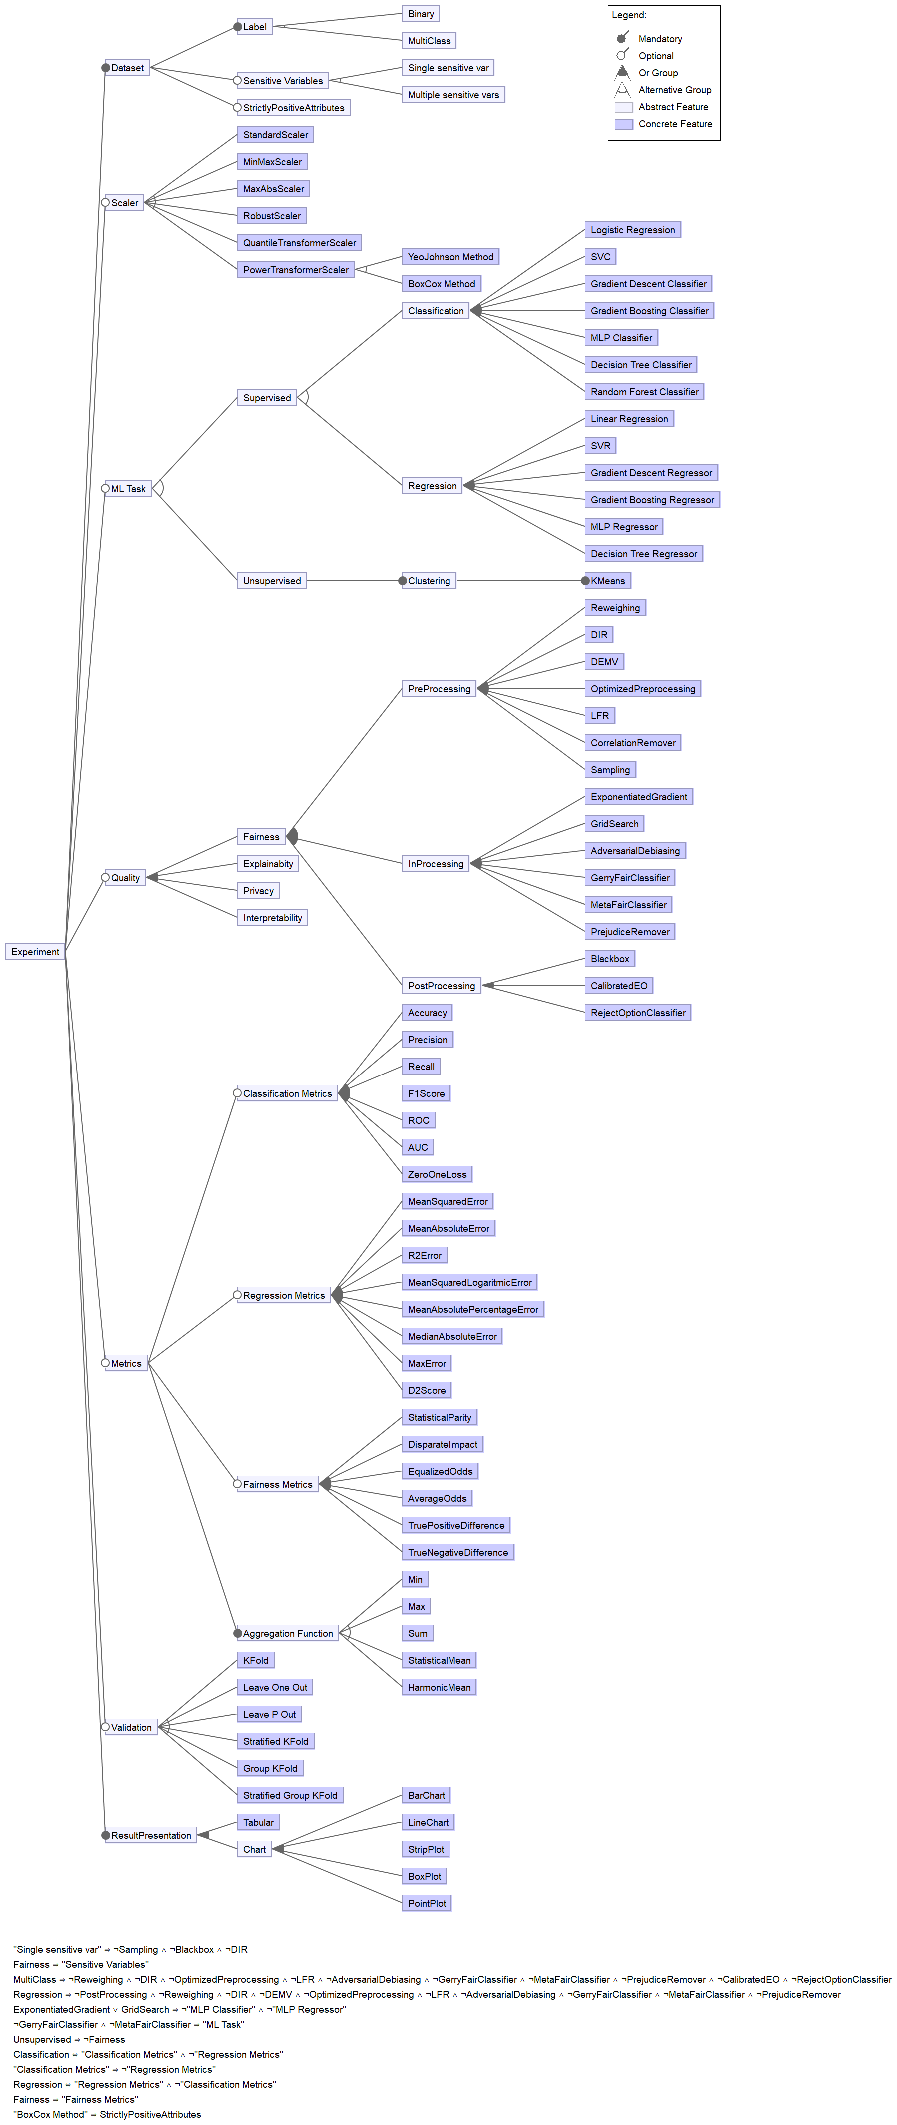 Legend:
Mandatory
Optional
Or Group
Alternative Group
Abstract Feature
Concrete Feature
Experiment
Dataset
Label
Binary
MultiClass
Sensitive Variables
Single sensitive var
Multiple sensitive vars
StrictlyPositiveAttributes
Scaler
StandardScaler
MinMaxScaler
MaxAbsScaler
RobustScaler
QuantileTransformerScaler
PowerTransformerScaler
YeoJohnson Method
BoxCox Method
ML Task
Supervised
Classification
Logistic Regression
SVC
Gradient Descent Classifier
Gradient Boosting Classifier
MLP Classifier
Decision Tree Classifier
Random Forest Classifier
Regression
Linear Regression
SVR
Gradient Descent Regressor
Gradient Boosting Regressor
MLP Regressor
Decision Tree Regressor
Unsupervised
Clustering
KMeans
Quality
Fairness
PreProcessing
Reweighing
DIR
DEMV
OptimizedPreprocessing
LFR
CorrelationRemover
Sampling
InProcessing
ExponentiatedGradient
GridSearch
AdversarialDebiasing
GerryFairClassifier
MetaFairClassifier
PrejudiceRemover
PostProcessing
Blackbox
CalibratedEO
RejectOptionClassifier
Explainabity
Privacy
Interpretability
Metrics
Classification Metrics
Accuracy
Precision
Recall
F1Score
ROC
AUC
ZeroOneLoss
Regression Metrics
MeanSquaredError
MeanAbsoluteError
R2Error
MeanSquaredLogaritmicError
MeanAbsolutePercentageError
MedianAbsoluteError
MaxError
D2Score
Fairness Metrics
StatisticalParity
DisparateImpact
EqualizedOdds
AverageOdds
TruePositiveDifference
TrueNegativeDifference
Aggregation Function
Min
Max
Sum
StatisticalMean
HarmonicMean
Validation
KFold
Leave One Out
Leave P Out
Stratified KFold
Group KFold
Stratified Group KFold
ResultPresentation
Tabular
Chart
BarChart
LineChart
StripPlot
BoxPlot
PointPlot
"Single sensitive var" ⇒ ¬Sampling ∧ ¬Blackbox ∧ ¬DIR
Fairness ⇒ "Sensitive Variables"
MultiClass ⇒ ¬Reweighing ∧ ¬DIR ∧ ¬OptimizedPreprocessing ∧ ¬LFR ∧ ¬AdversarialDebiasing ∧ ¬GerryFairClassifier ∧ ¬MetaFairClassifier ∧ ¬PrejudiceRemover ∧ ¬CalibratedEO ∧ ¬RejectOptionClassifier
Regression ⇒ ¬PostProcessing ∧ ¬Reweighing ∧ ¬DIR ∧ ¬DEMV ∧ ¬OptimizedPreprocessing ∧ ¬LFR ∧ ¬AdversarialDebiasing ∧ ¬GerryFairClassifier ∧ ¬MetaFairClassifier ∧ ¬PrejudiceRemover
ExponentiatedGradient ∨ GridSearch ⇒ ¬"MLP Classifier" ∧ ¬"MLP Regressor"
¬GerryFairClassifier ∧ ¬MetaFairClassifier ⇒ "ML Task"
Unsupervised ⇒ ¬Fairness
Classification ⇒ "Classification Metrics" ∧ ¬"Regression Metrics"
"Classification Metrics" ⇒ ¬"Regression Metrics"
Regression ⇒ "Regression Metrics" ∧ ¬"Classification Metrics"
Fairness ⇒ "Fairness Metrics"
"BoxCox Method" ⇒ StrictlyPositiveAttributes